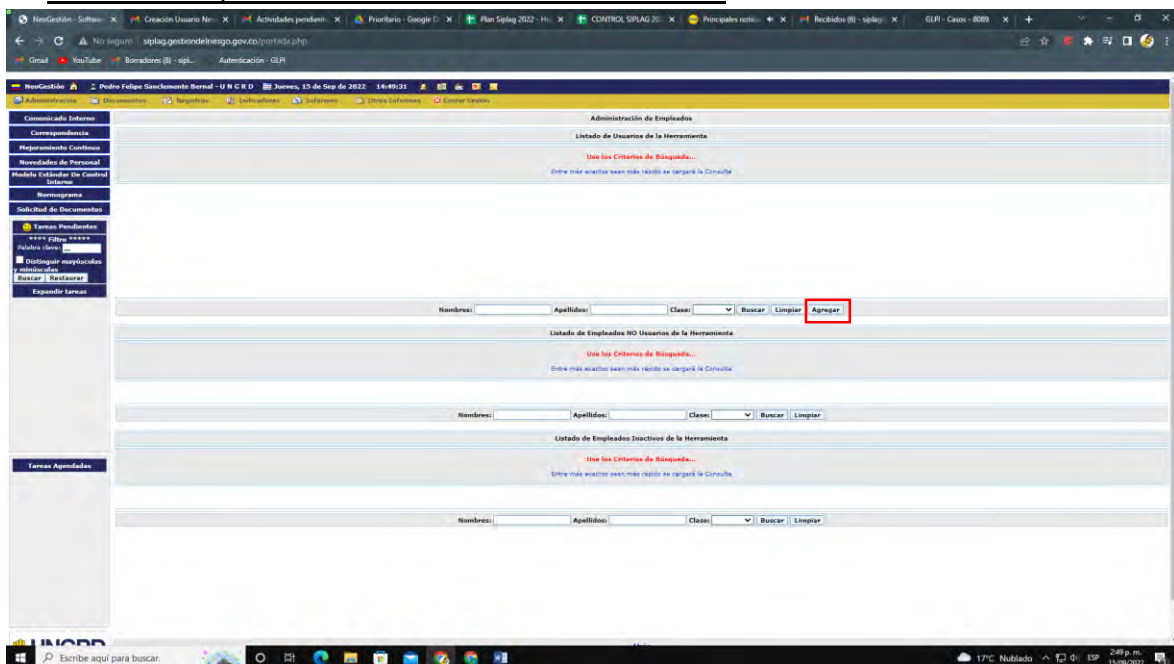 NeoGestión - Softwar
Creación Usuario Ne
Actividades pendient
Prioritario - Google D
Plan Siplag 2022 - H
CONTROL SIPLAG 20
Principales notic
Recibidos (6) - siplag
GLPI - Casos - 8089
No seguro siplag.gestiondelriesgo.gov.co/portada.php
Gmail YouTube Borradores (8) - sipl... Autenticación - GLPI
NeoGestión Pedro Felipe Sanclemente Bernal - U N G R D Jueves, 15 de Sep de 2022 14:49:31
Administración Documentos Registros Indicadores Informes Otros Informes Cerrar Sesión
Comunicado Interno
Correspondencia
Mejoramiento Continuo
Novedades de Personal
Modelo Estándar De Control Interno
Normograma
Solicitud de Documentos
Tareas Pendientes
**** Filtro *****
Palabra clave: ...
Distinguir mayúsculas
y minúsculas
Buscar Restaurar
Expandir tareas
Tareas Agendadas
Administración de Empleados
Listado de Usuarios de la Herramienta
Use los Criterios de Búsqueda...
Entre más exactos sean más rápido se cargará la Consulta
Nombres: Apellidos: Clase: Buscar Limpiar Agregar
Listado de Empleados NO Usuarios de la Herramienta
Use los Criterios de Búsqueda...
Entre más exactos sean más rápido se cargará la Consulta
Nombres: Apellidos: Clase: Buscar Limpiar
Listado de Empleados Inactivos de la Herramienta
Use los Criterios de Búsqueda...
Entre más exactos sean más rápido se cargará la Consulta
Nombres: Apellidos: Clase: Buscar Limpiar
UNGRD
Escribe aquí para buscar.
17°C Nublado ESP 2:49 p. m.
15/09/2022